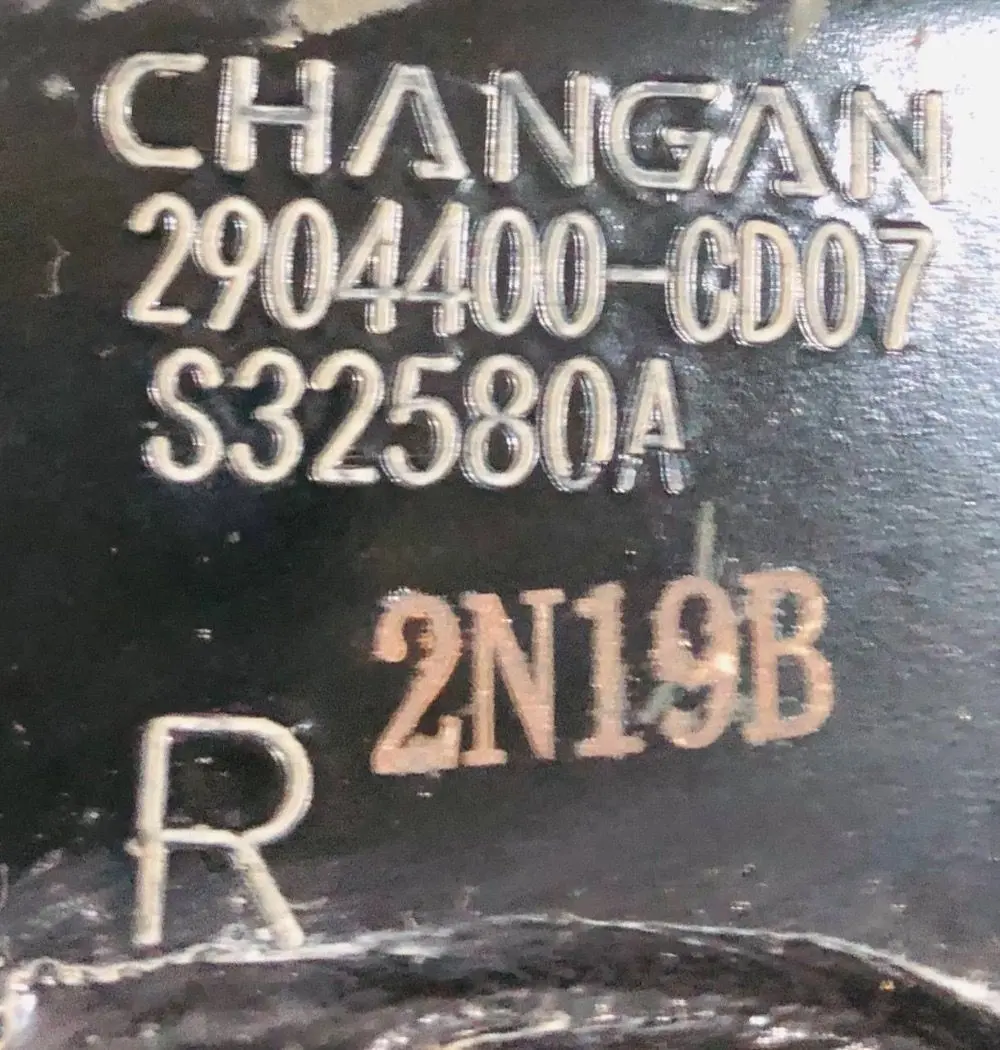 CHANGAN
2904400-CD07
S32580A
2N19B
R